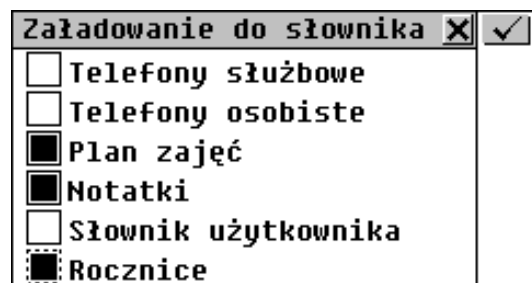 Załadowanie do słownika
Telefony służbowe
Telefony osobiste
Plan zajęć
Notatki
Słownik użytkownika
Rocznice